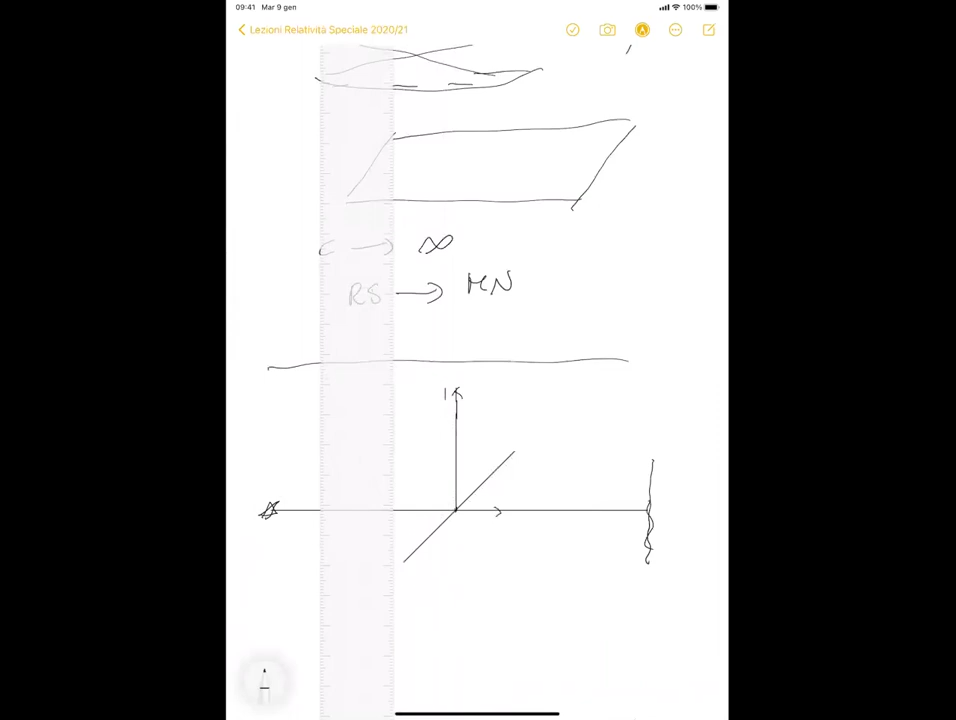 09:41 Mar 9 gen 100%
Lezioni Relatività Speciale 2020/21
C → ∞
RS → MN